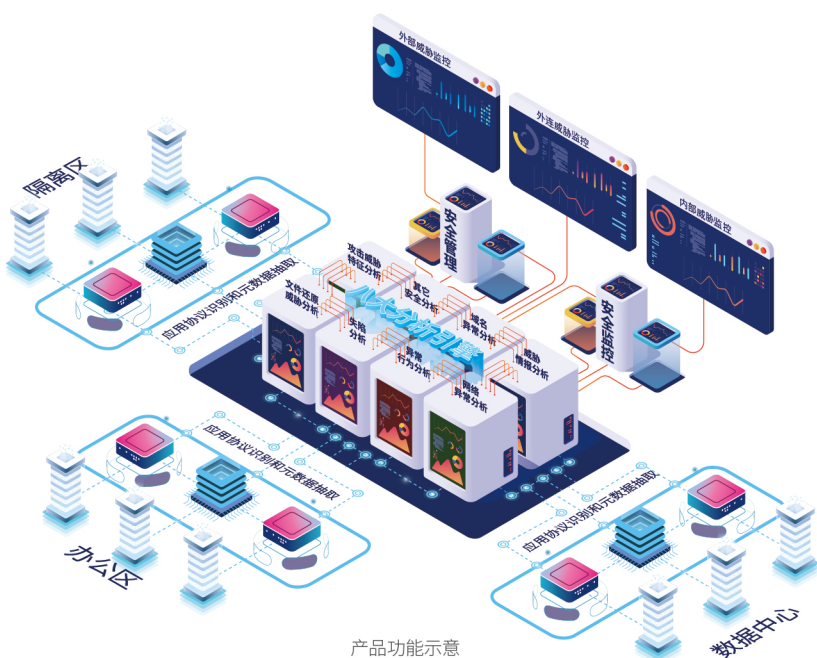 外部威胁监控
外连威胁监控
内部威胁监控
隔离区
安全管理
攻击威胁
特征分析
其它
安全分析
文件还原
威胁分析
八大分析引擎
域名
异常分析
安全监控
失陷
分析
异常
行为分析
威胁
情报分析
网络
异常分析
应用协议识别和元数据抽取
应用协议识别和元数据抽取
应用协议识别和元数据抽取
办公区
数据中心
产品功能示意